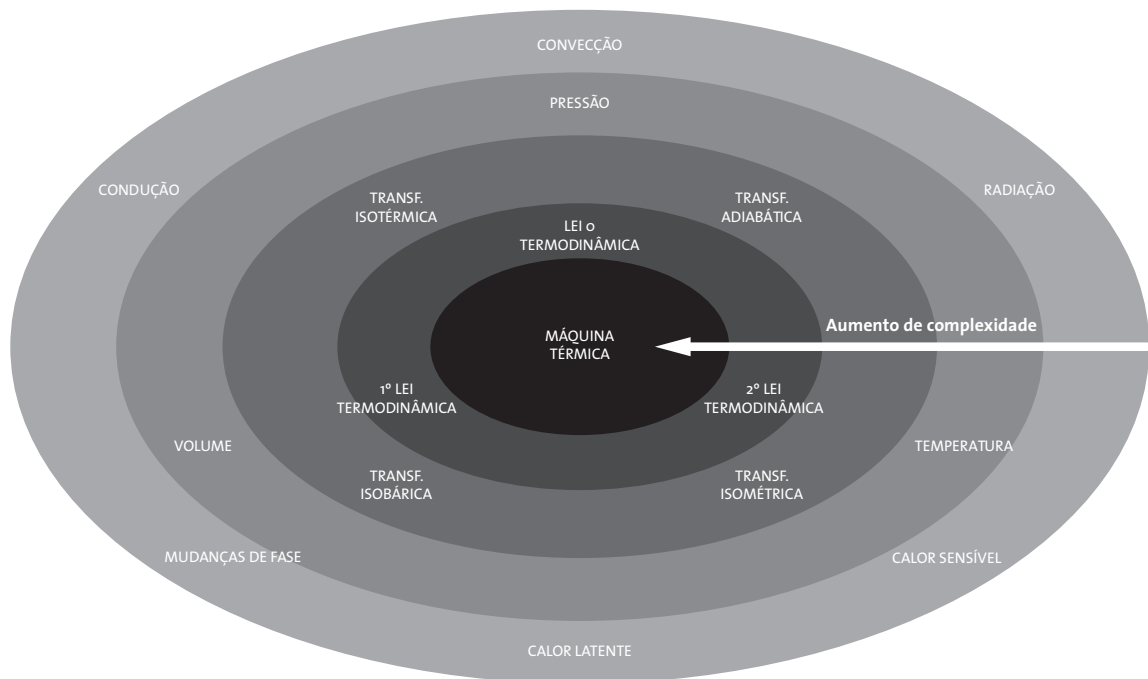 CONVECÇÃO
PRESSÃO
CONDUÇÃO
RADIAÇÃO
TRANSF.
ISOTÉRMICA
TRANSF.
ADIABÁTICA
LEI 0
TERMODINÂMICA
Aumento de complexidade
MÁQUINA
TÉRMICA
1º LEI
TERMODINÂMICA
2º LEI
TERMODINÂMICA
VOLUME
TEMPERATURA
TRANSF.
ISOBÁRICA
TRANSF.
ISOMÉTRICA
MUDANÇAS DE FASE
CALOR SENSÍVEL
CALOR LATENTE